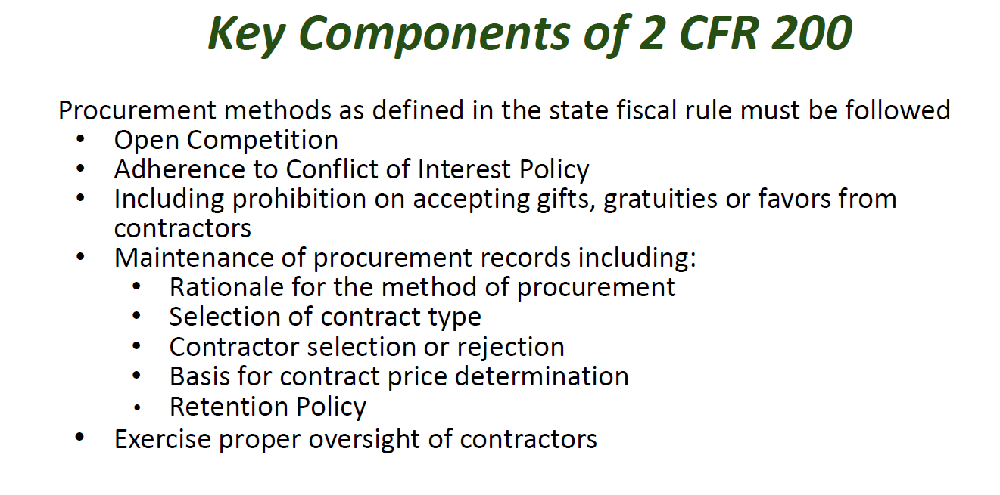 Key Components of 2 CFR 200
Procurement methods as defined in the state fiscal rule must be followed
• Open Competition
• Adherence to Conflict of Interest Policy
• Including prohibition on accepting gifts, gratuities or favors from
contractors
• Maintenance of procurement records including:
• Rationale for the method of procurement
• Selection of contract type
• Contractor selection or rejection
• Basis for contract price determination
• Retention Policy
• Exercise proper oversight of contractors